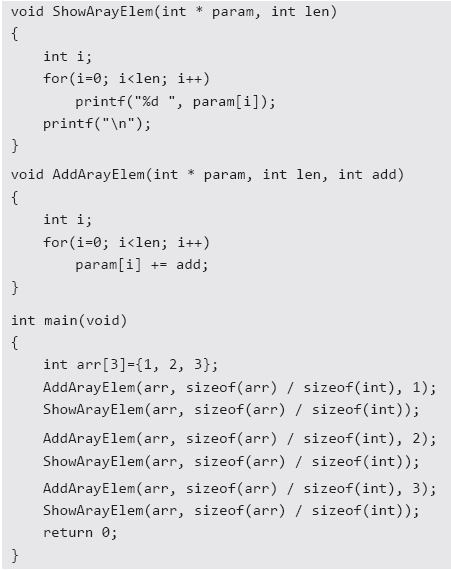 void ShowArayElem(int * param, int len)
{
    int i;
    for(i=0; i<len; i++)
        printf("%d ", param[i]);
    printf("\n");
}
void AddArayElem(int * param, int len, int add)
{
    int i;
    for(i=0; i<len; i++)
        param[i] += add;
}
int main(void)
{
    int arr[3]={1, 2, 3};
    AddArayElem(arr, sizeof(arr) / sizeof(int), 1);
    ShowArayElem(arr, sizeof(arr) / sizeof(int));
    AddArayElem(arr, sizeof(arr) / sizeof(int), 2);
    ShowArayElem(arr, sizeof(arr) / sizeof(int));
    AddArayElem(arr, sizeof(arr) / sizeof(int), 3);
    ShowArayElem(arr, sizeof(arr) / sizeof(int));
    return 0;
}